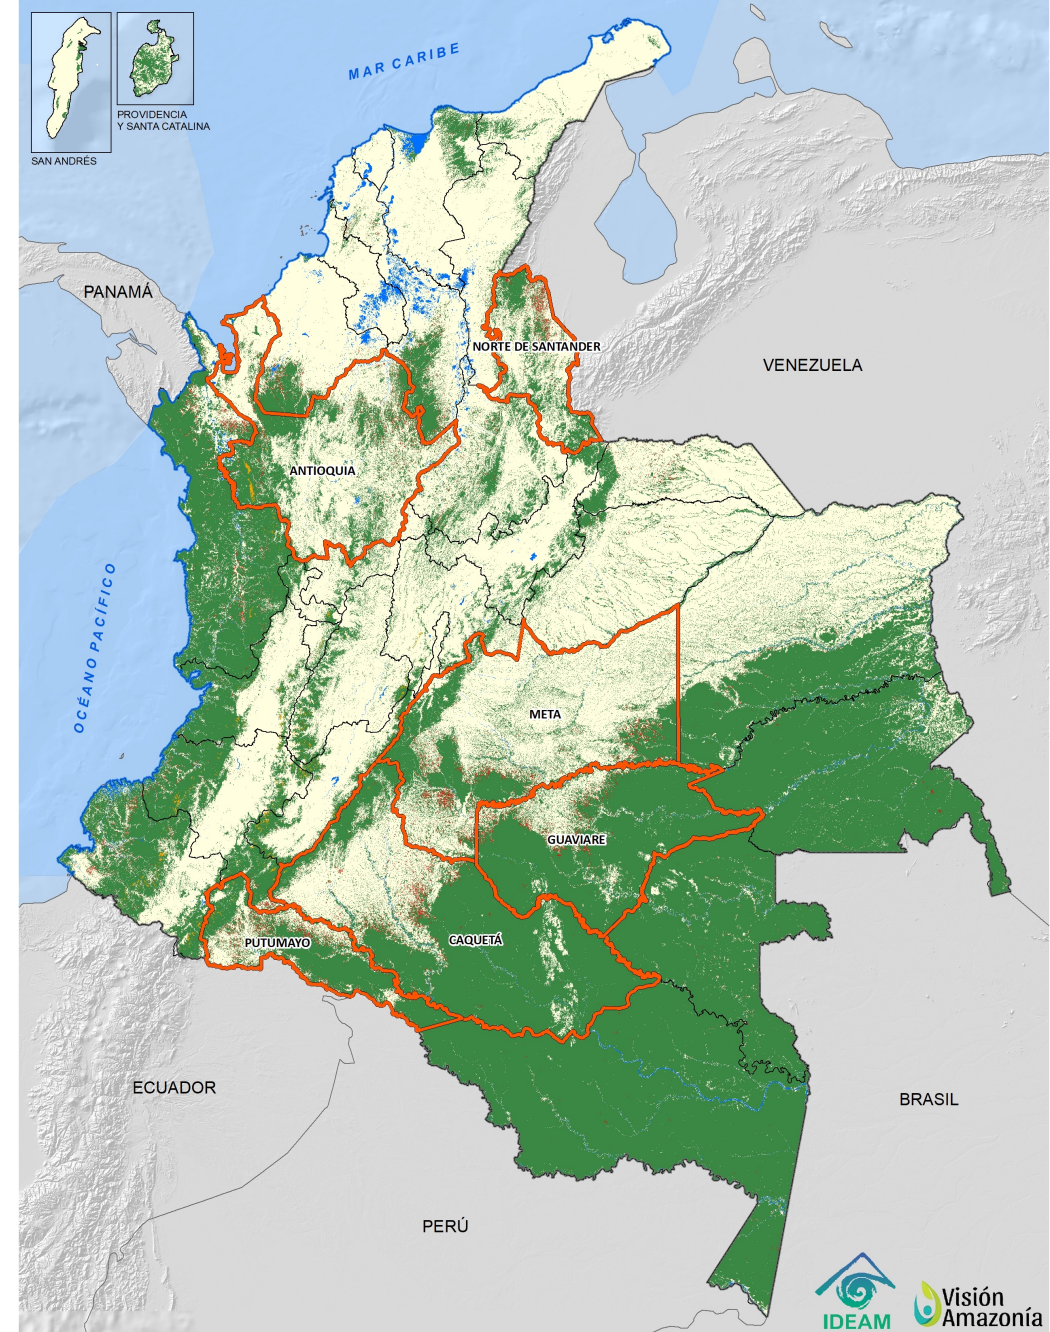 MAR CARIBE
PROVIDENCIA
Y SANTA CATALINA
SAN ANDRÉS
PANAMÁ
NORTE DE SANTANDER
VENEZUELA
ANTIOQUIA
OCÉANO PACÍFICO
META
GUAVIARE
PUTUMAYO
CAQUETÁ
ECUADOR
BRASIL
PERÚ
IDEAM
Visión
Amazonía